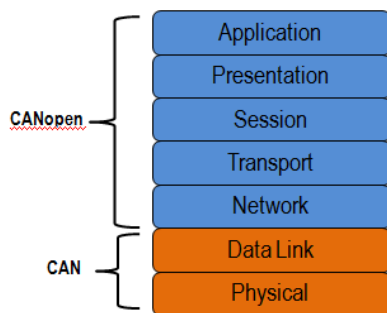 Application
Presentation
CANopen
Session
Transport
Network
CAN
Data Link
Physical